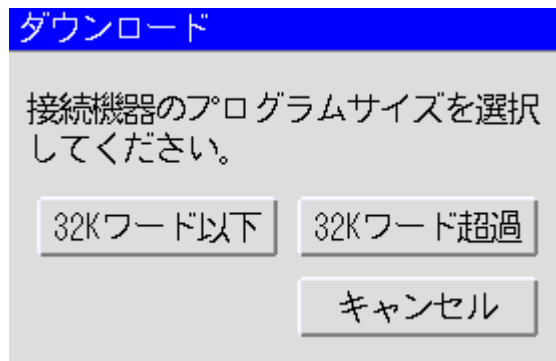 ダウンロード
接続機器のプログラムサイズを選択
してください。
32Kワード以下
32Kワード超過
キャンセル